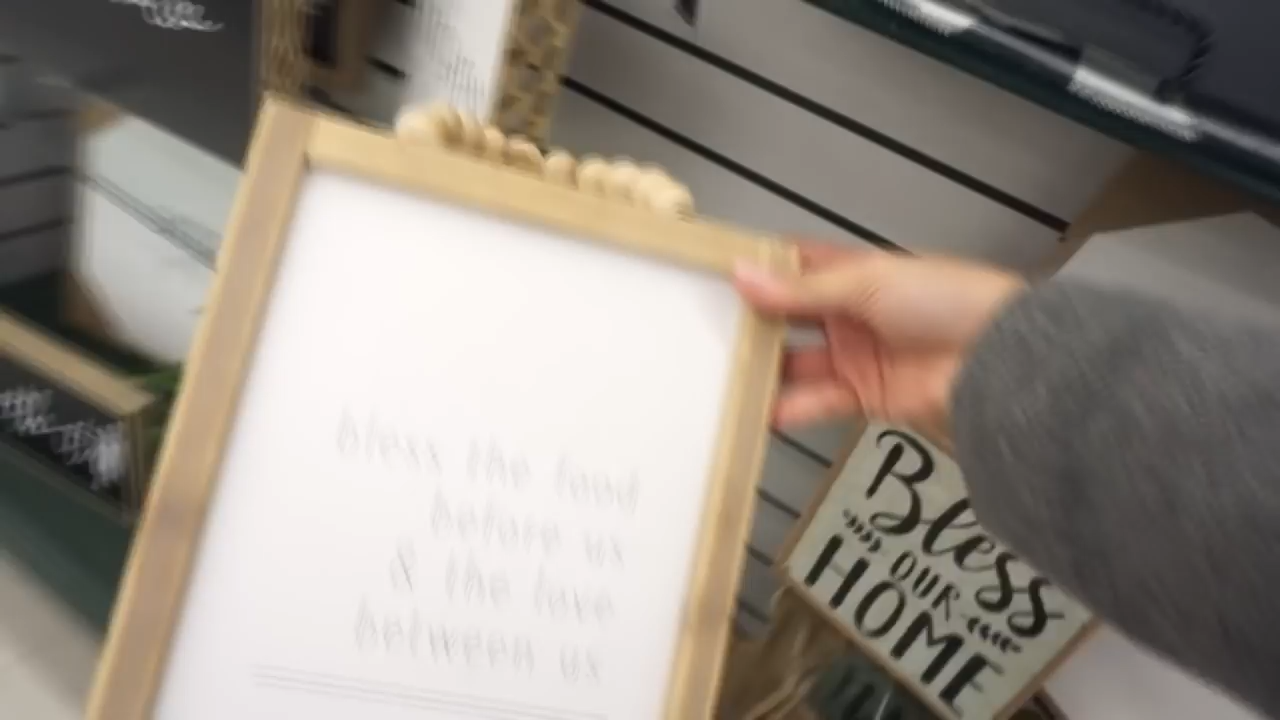 bless the food
before us
& the love
between us
Bless
OUR
HOME